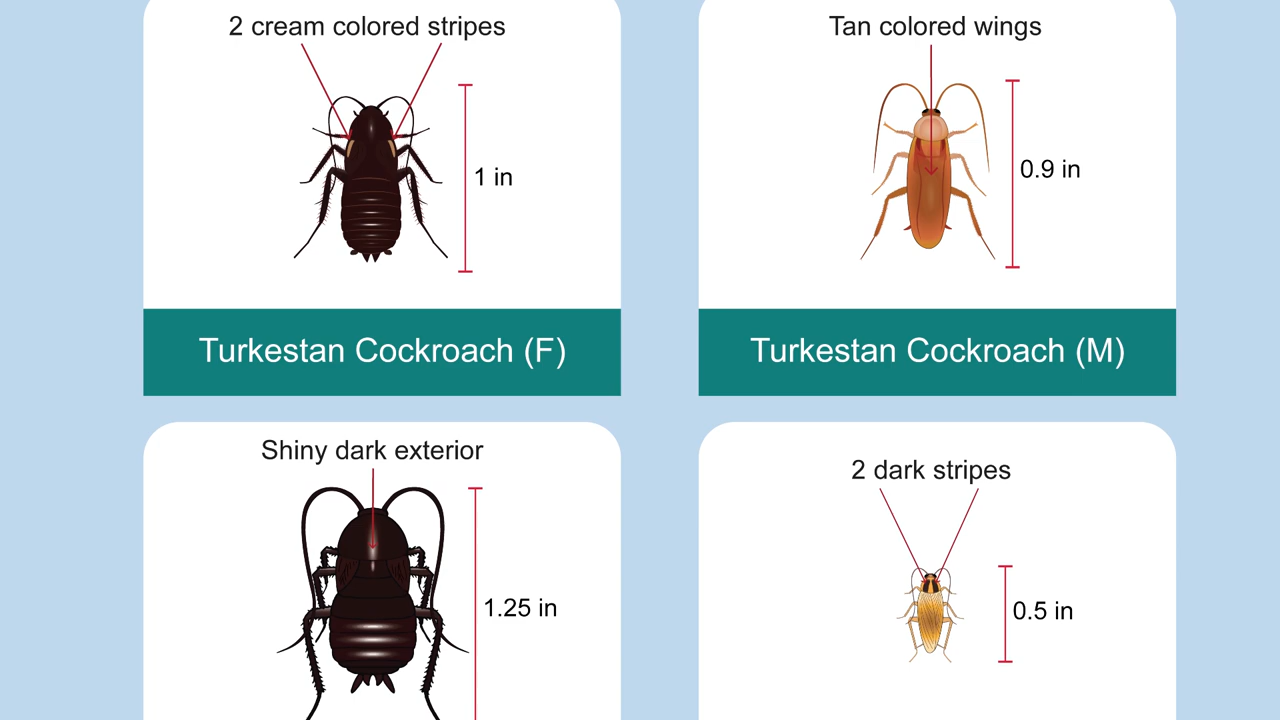 2 cream colored stripes
1 in
Turkestan Cockroach (F)
Tan colored wings
0.9 in
Turkestan Cockroach (M)
Shiny dark exterior
1.25 in
2 dark stripes
0.5 in